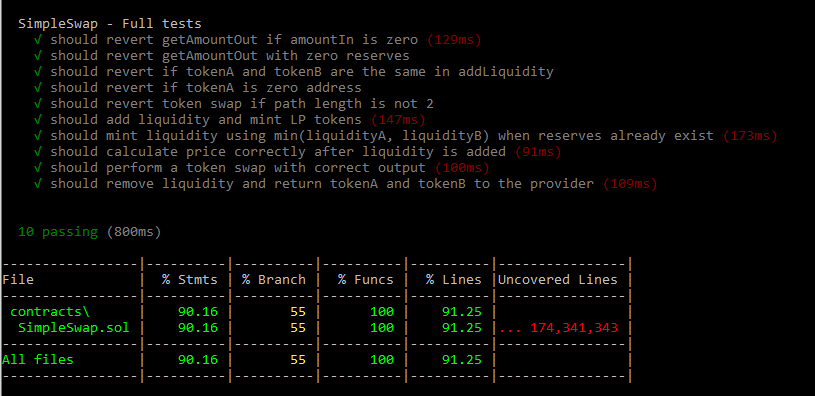 SimpleSwap - Full tests
√ should revert getAmountOut if amountIn is zero (129ms)
√ should revert getAmountOut with zero reserves
√ should revert if tokenA and tokenB are the same in addLiquidity
√ should revert if tokenA is zero address
√ should revert token swap if path length is not 2
√ should add liquidity and mint LP tokens (147ms)
√ should mint liquidity using min(liquidityA, liquidityB) when reserves already exist (173ms)
√ should calculate price correctly after liquidity is added (91ms)
√ should perform a token swap with correct output (100ms)
√ should remove liquidity and return tokenA and tokenB to the provider (109ms)
10 passing (800ms)
-----------------|----------|----------|----------|----------|----------------|
File             |  % Stmts | % Branch |  % Funcs |  % Lines |Uncovered Lines |
-----------------|----------|----------|----------|----------|----------------|
 contracts\      |    90.16 |       55 |      100 |    91.25 |                |
  SimpleSwap.sol |    90.16 |       55 |      100 |    91.25 |... 174,341,343 |
-----------------|----------|----------|----------|----------|----------------|
All files        |    90.16 |       55 |      100 |    91.25 |                |
-----------------|----------|----------|----------|----------|----------------|